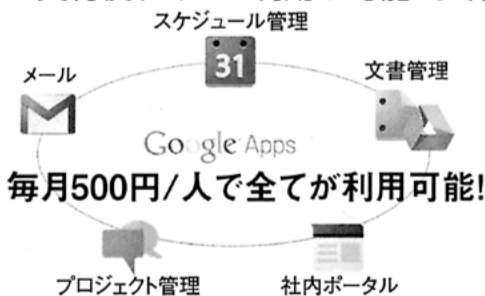 スケジュール管理
31
メール
文書管理
Google Apps
毎月500円/人で全てが利用可能!
プロジェクト管理
社内ポータル